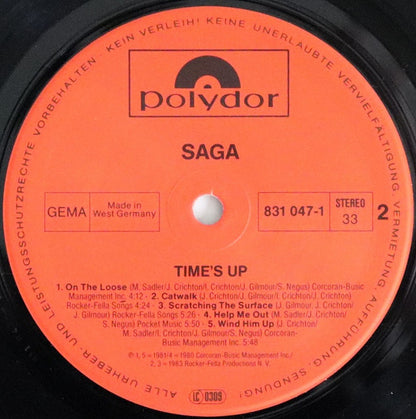 polydor
SAGA
GEMA
Made in
West Germany
831 047-1
STEREO
33
2
TIME'S UP
1. On The Loose (M. Sadler/J. Crichton/I. Crichton/J. Gilmour/S. Negus) Corcoran-Busic
Management Inc. 4:12 · 2. Catwalk (J. Crichton/I. Crichton/J. Gilmour)
Rocker-Fella Songs 4:24 · 3. Scratching The Surface (J. Gilmour/J. Crichton/
J. Gilmour) Rocker-Fella Songs 5:26 · 4. Help Me Out (J. Crichton/
S. Negus) Pocket Music 5:50 · 5. Wind Him Up (J. Crichton/
M. Sadler/I. Crichton/J. Gilmour/S. Negus) Corcoran-Busic
Management Inc. 5:48
℗ 1, 5 = 1981/4 = 1980 Corcoran-Busic Management Inc./
2; 3 = 1983 Rocker-Fella Productions N.V.
LC 0309
ALLE URHEBER- UND LEISTUNGSSCHUTZRECHTE VORBEHALTEN · KEIN VERLEIH! KEINE UNERLAUBTE VERVIELFÄLTIGUNG, VERMIETUNG, AUFFÜHRUNG, SENDUNG!